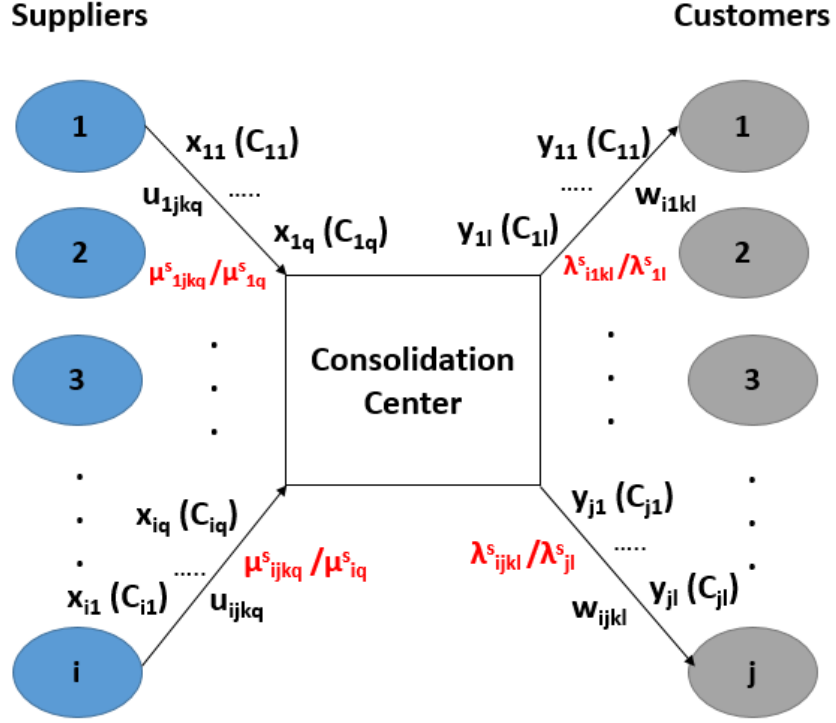 Suppliers
Customers
1
1
x₁₁ (C₁₁)
y₁₁ (C₁₁)
.....
.....
u₁jkq
wᵢ₁kl
x₁q (C₁q)
y₁l (C₁l)
2
2
μˢ₁jkq/μˢ₁q
λˢᵢ₁kl/λˢ₁l
3
3
Consolidation
Center
xiq (Ciq)
yj1 (Cj1)
.....
.....
μˢijkq /μˢiq
λˢijkl /λˢjl
xi1 (Ci1)
yjl (Cjl)
uijkq
wijkl
i
j